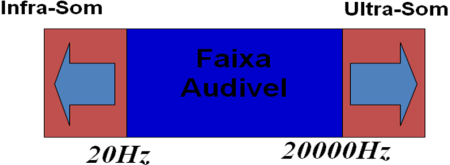 Infra-Som
Ultra-Som
Faixa
Audivel
20Hz
20000Hz